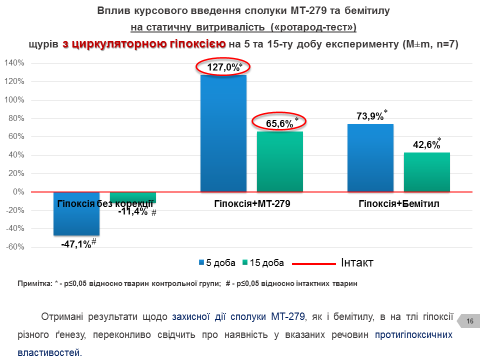 Вплив курсового введення сполуки МТ-279 та бемітилу
на статичну витривалість («ротарод-тест»)
щурів з циркуляторною гіпоксією на 5 та 15-ту добу експерименту (М±m, n=7)
140%
120%
100%
80%
60%
40%
20%
0%
-20%
-40%
-60%
127,0%*
65,6%*
73,9%*
42,6%*
Гіпоксія без корекції
Гіпоксія+МТ-279
Гіпоксія+Бемітил
-11,4% #
-47,1%#
5 доба
15 доба
Інтакт
Примітка: * - р≤0,05 відносно тварин контрольної групи; # - р≤0,05 відносно інтактних тварин
Отримані результати щодо захисної дії сполуки МТ-279, як і бемітилу, в на тлі гіпоксії
16
різного ґенезу, переконливо свідчить про наявність у вказаних речовин протигіпоксичних
властивостей.